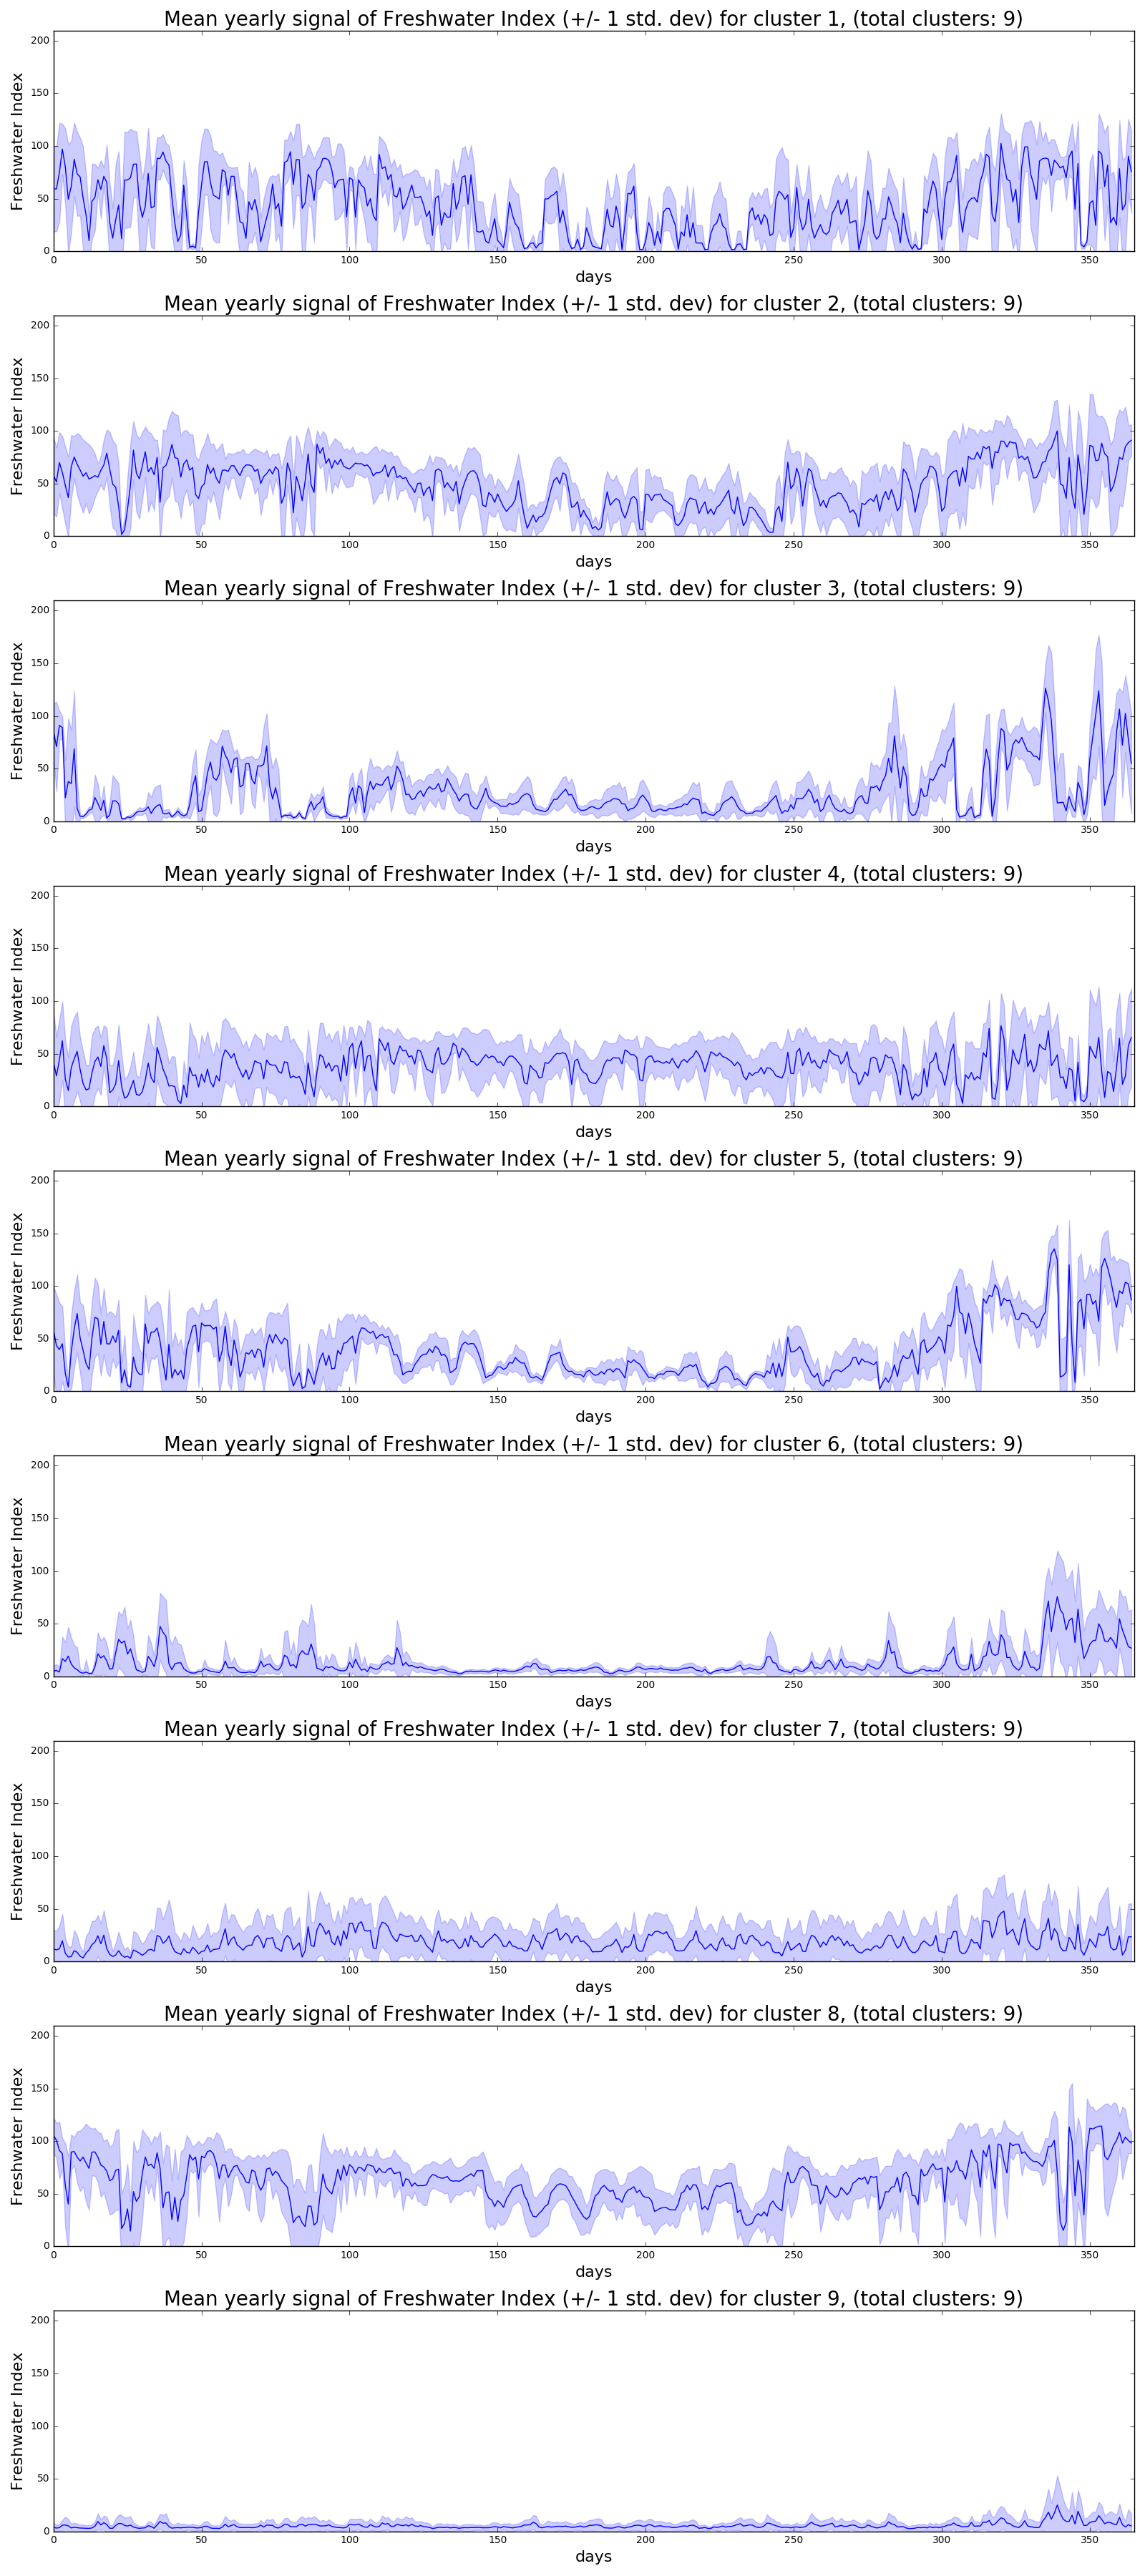 Mean yearly signal of Freshwater Index (+/- 1 std. dev) for cluster 1, (total clusters: 9)
Freshwater Index
200
150
100
50
0
0 50 100 150 200 250 300 350
days
Mean yearly signal of Freshwater Index (+/- 1 std. dev) for cluster 2, (total clusters: 9)
Freshwater Index
200
150
100
50
0
0 50 100 150 200 250 300 350
days
Mean yearly signal of Freshwater Index (+/- 1 std. dev) for cluster 3, (total clusters: 9)
Freshwater Index
200
150
100
50
0
0 50 100 150 200 250 300 350
days
Mean yearly signal of Freshwater Index (+/- 1 std. dev) for cluster 4, (total clusters: 9)
Freshwater Index
200
150
100
50
0
0 50 100 150 200 250 300 350
days
Mean yearly signal of Freshwater Index (+/- 1 std. dev) for cluster 5, (total clusters: 9)
Freshwater Index
200
150
100
50
0
0 50 100 150 200 250 300 350
days
Mean yearly signal of Freshwater Index (+/- 1 std. dev) for cluster 6, (total clusters: 9)
Freshwater Index
200
150
100
50
0
0 50 100 150 200 250 300 350
days
Mean yearly signal of Freshwater Index (+/- 1 std. dev) for cluster 7, (total clusters: 9)
Freshwater Index
200
150
100
50
0
0 50 100 150 200 250 300 350
days
Mean yearly signal of Freshwater Index (+/- 1 std. dev) for cluster 8, (total clusters: 9)
Freshwater Index
200
150
100
50
0
0 50 100 150 200 250 300 350
days
Mean yearly signal of Freshwater Index (+/- 1 std. dev) for cluster 9, (total clusters: 9)
Freshwater Index
200
150
100
50
0
0 50 100 150 200 250 300 350
days